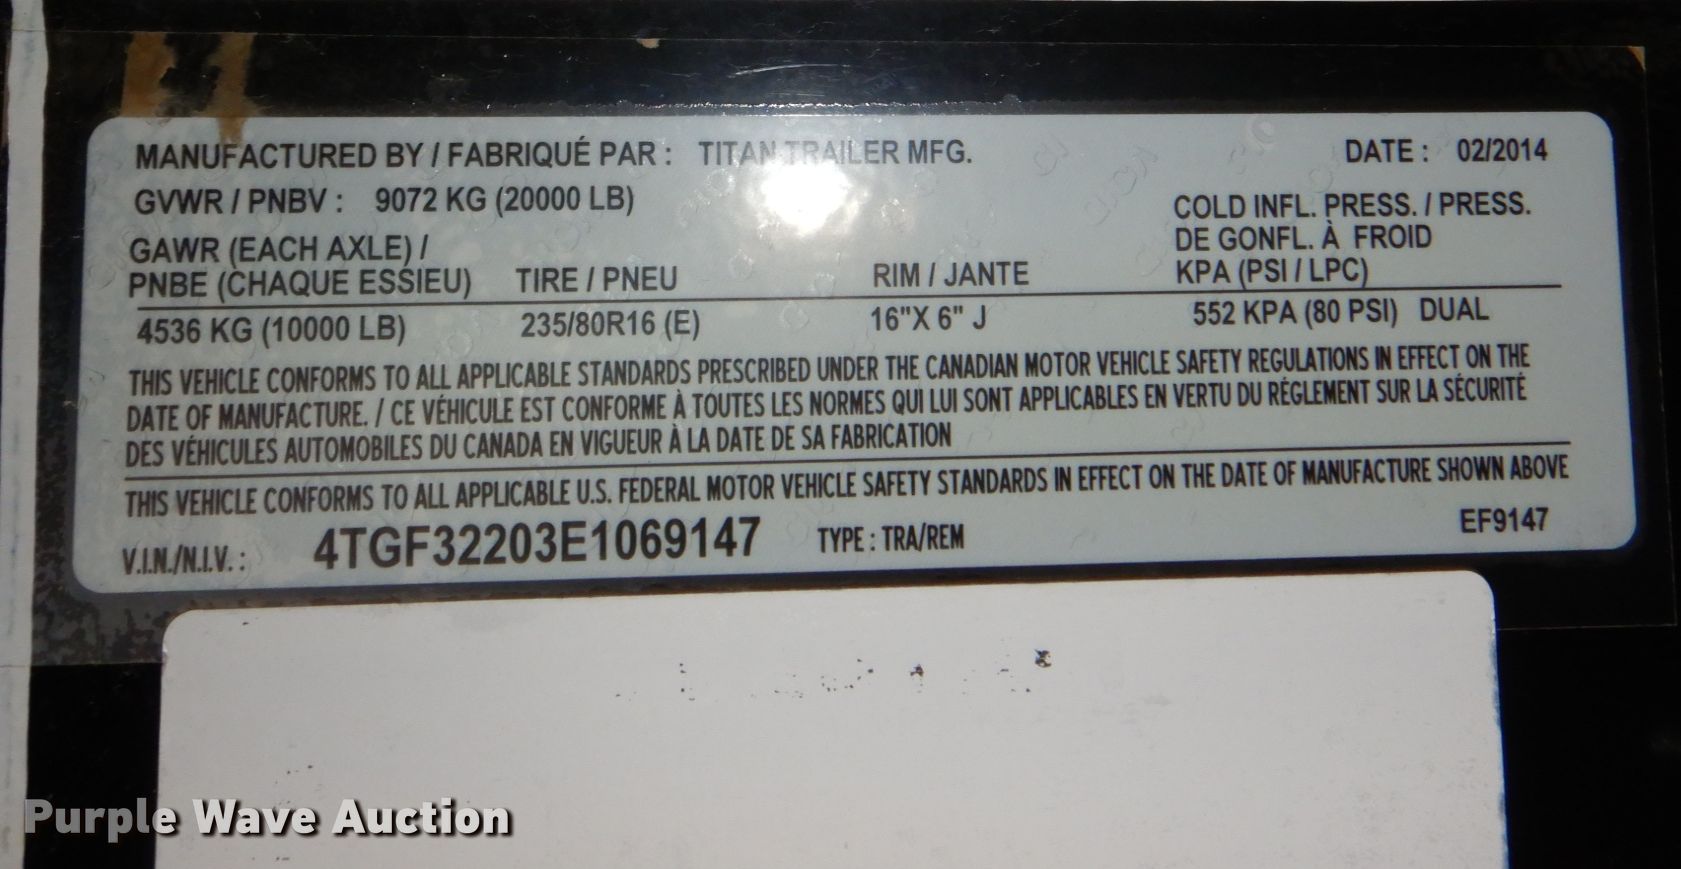 MANUFACTURED BY / FABRIQUÉ PAR : TITAN TRAILER MFG. DATE : 02/2014
GVWR / PNBV : 9072 KG (20000 LB)
GAWR (EACH AXLE) /
PNBE (CHAQUE ESSIEU) TIRE / PNEU RIM / JANTE
COLD INFL. PRESS. / PRESS.
DE GONFL. À FROID
KPA (PSI / LPC)
4536 KG (10000 LB) 235/80R16 (E) 16"X 6" J 552 KPA (80 PSI) DUAL
THIS VEHICLE CONFORMS TO ALL APPLICABLE STANDARDS PRESCRIBED UNDER THE CANADIAN MOTOR VEHICLE SAFETY REGULATIONS IN EFFECT ON THE
DATE OF MANUFACTURE. / CE VÉHICULE EST CONFORME À TOUTES LES NORMES QUI LUI SONT APPLICABLES EN VERTU DU RÉGLEMENT SUR LA SÉCURITÉ
DES VÉHICULES AUTOMOBILES DU CANADA EN VIGUEUR À LA DATE DE SA FABRICATION
THIS VEHICLE CONFORMS TO ALL APPLICABLE U.S. FEDERAL MOTOR VEHICLE SAFETY STANDARDS IN EFFECT ON THE DATE OF MANUFACTURE SHOWN ABOVE
V.I.N./N.I.V. : 4TGF32203E1069147 TYPE : TRA/REM EF9147
Purple Wave Auction